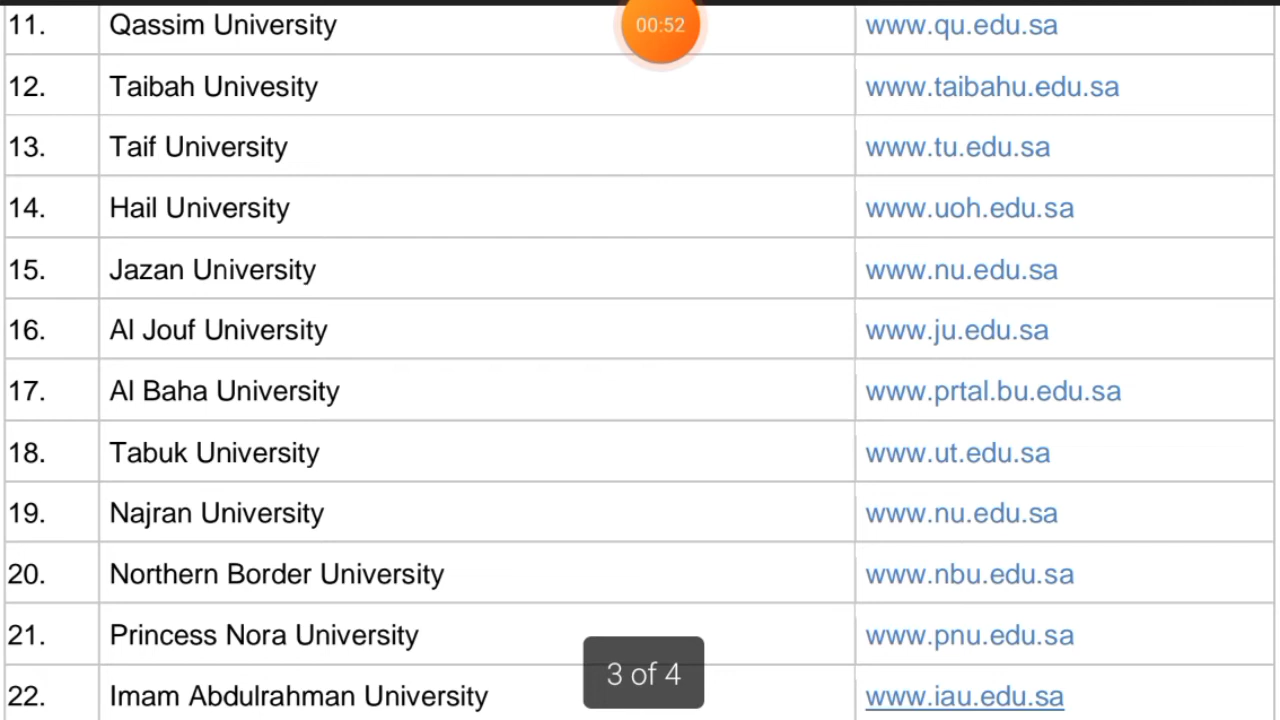 11. Qassim University www.qu.edu.sa
00:52
12. Taibah Univesity www.taibahu.edu.sa
13. Taif University www.tu.edu.sa
14. Hail University www.uoh.edu.sa
15. Jazan University www.nu.edu.sa
16. Al Jouf University www.ju.edu.sa
17. Al Baha University www.prtal.bu.edu.sa
18. Tabuk University www.ut.edu.sa
19. Najran University www.nu.edu.sa
20. Northern Border University www.nbu.edu.sa
21. Princess Nora University www.pnu.edu.sa
3 of 4
22. Imam Abdulrahman University www.iau.edu.sa